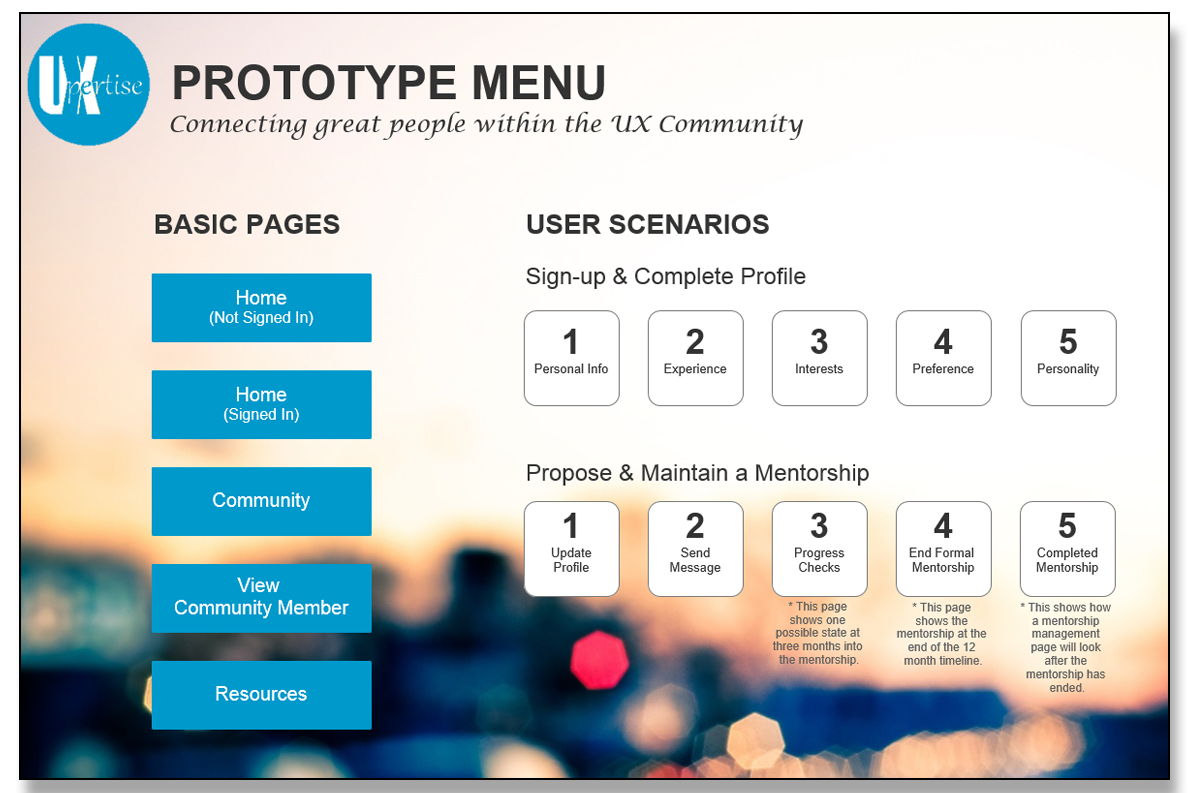 UXpertise
PROTOTYPE MENU
Connecting great people within the UX Community
BASIC PAGES
Home
(Not Signed In)
Home
(Signed In)
Community
View
Community Member
Resources
USER SCENARIOS
Sign-up & Complete Profile
1
Personal Info
2
Experience
3
Interests
4
Preference
5
Personality
Propose & Maintain a Mentorship
1
Update
Profile
2
Send
Message
3
Progress
Checks
* This page
shows one
possible state at
three months into
the mentorship.
4
End Formal
Mentorship
* This page
shows the
mentorship at the
end of the 12
month timeline.
5
Completed
Mentorship
* This shows how
a mentorship
management
page will look
after the
mentorship has
ended.